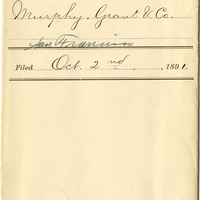 Murphy, Grant & Co.
San Francisco
Filed Oct. 2nd, 1891.